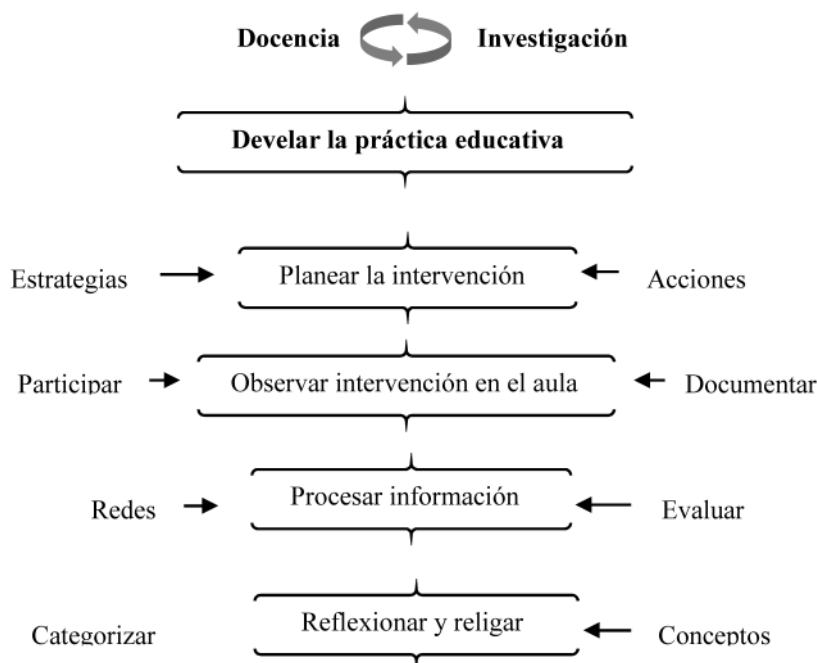 Docencia Investigación
Develar la práctica educativa
Estrategias Planear la intervención Acciones
Participar Observar intervención en el aula Documentar
Redes Procesar información Evaluar
Categorizar Reflexionar y religar Conceptos